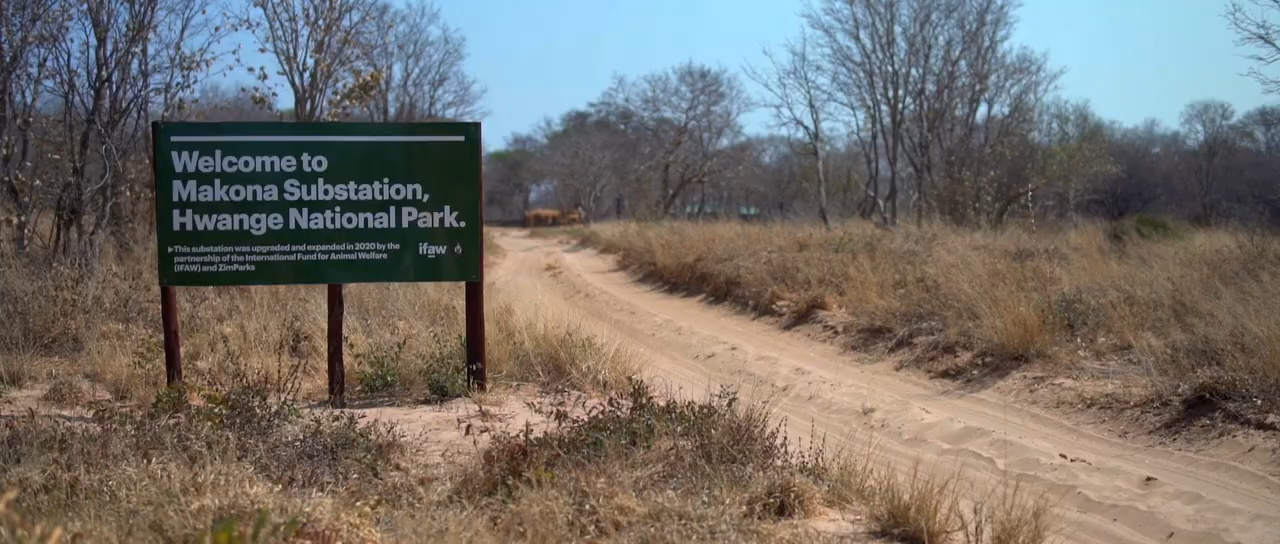 Welcome to
Makona Substation,
Hwange National Park.
▸This substation was upgraded and expanded in 2020 by the
partnership of the International Fund for Animal Welfare
(IFAW) and ZimParks
ifaw